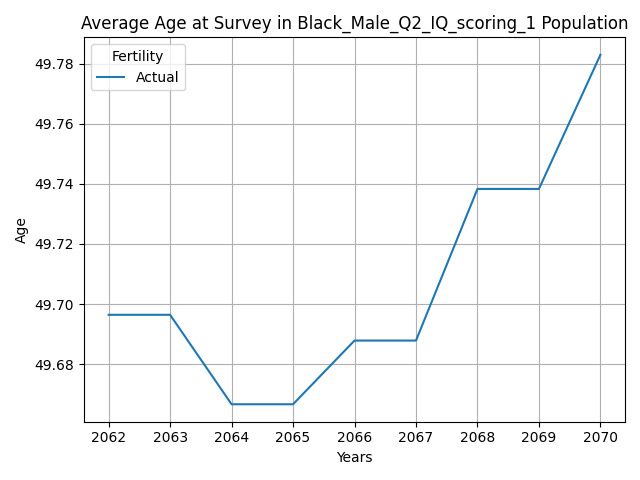 Average Age at Survey in Black_Male_Q2_IQ_scoring_1 Population
Fertility
Actual
49.78
49.76
49.74
49.72
49.70
49.68
Age
2062 2063 2064 2065 2066 2067 2068 2069 2070
Years